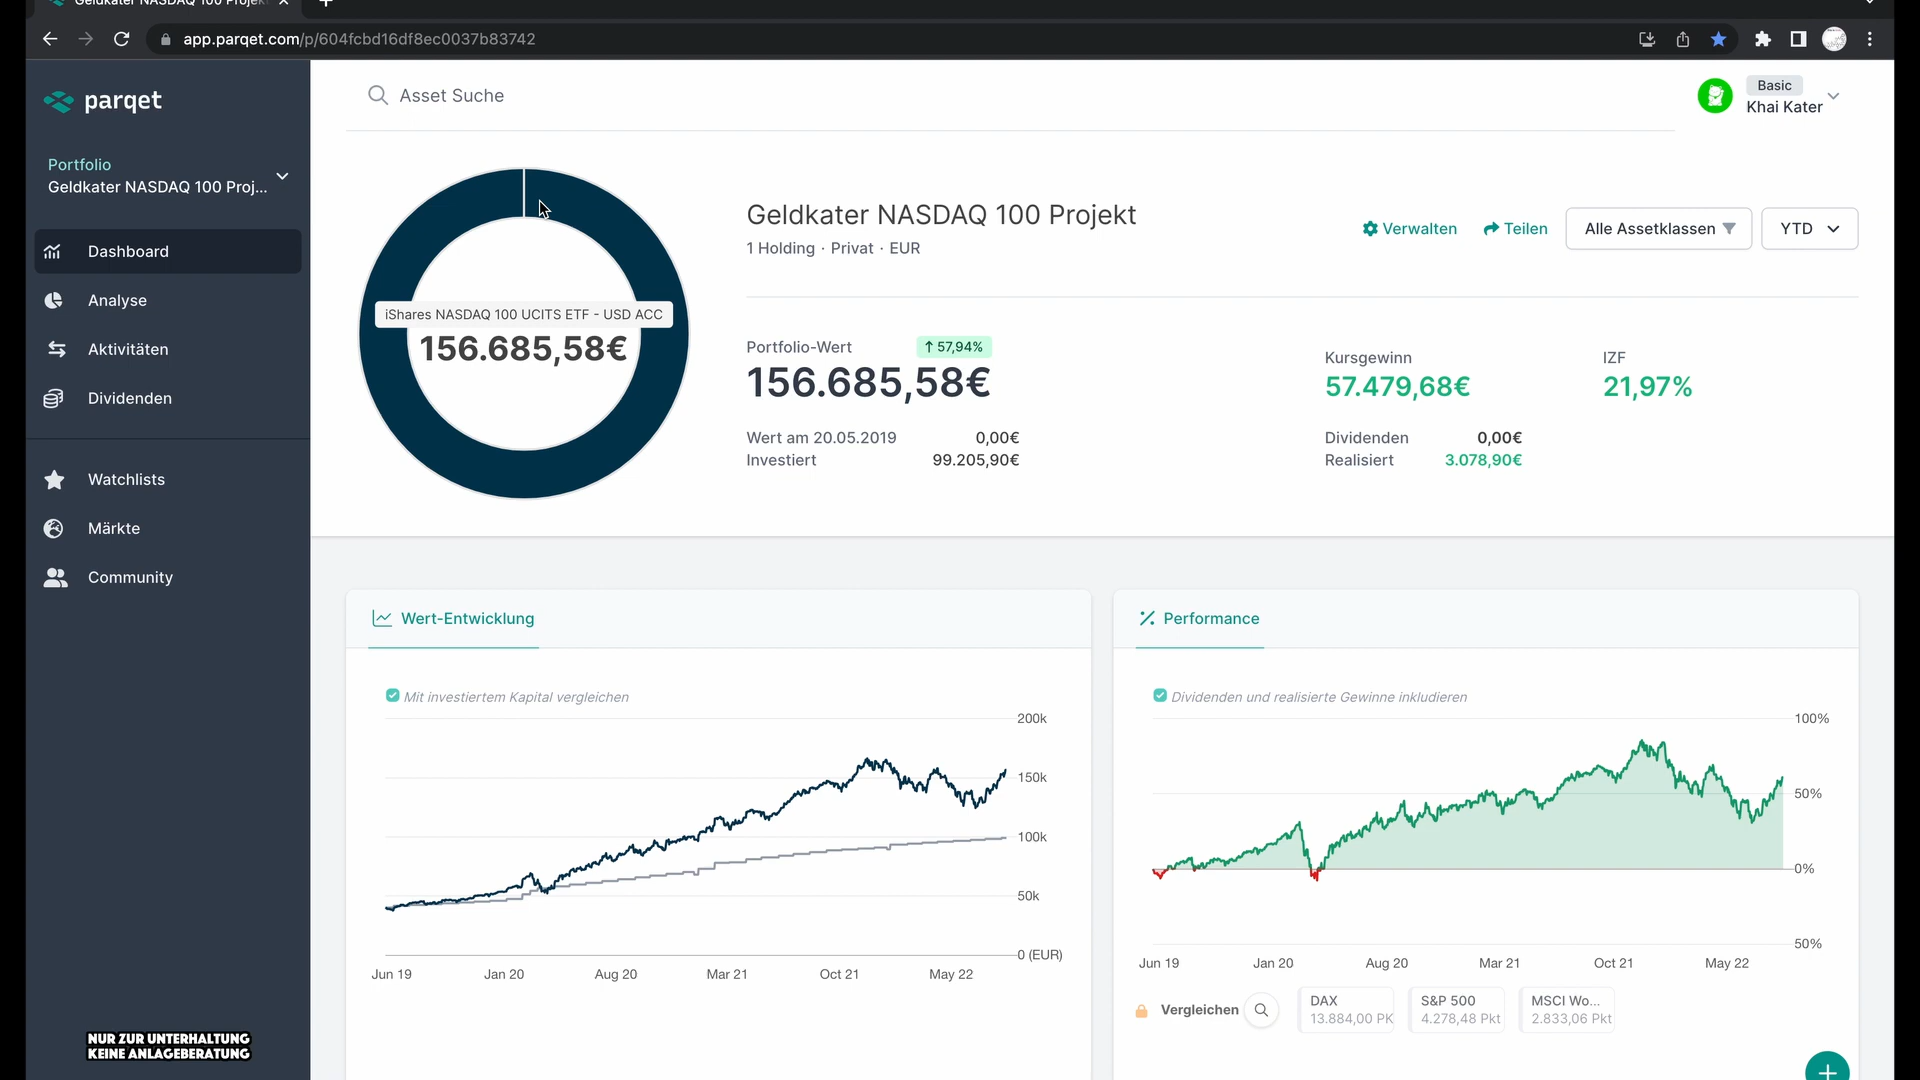 Geldkater NASDAQ 100 Projekt
app.parqet.com/p/604fcbd16df8ec0037b83742
parqet
Portfolio
Geldkater NASDAQ 100 Proj...
Dashboard
Analyse
Aktivitäten
Dividenden
Watchlists
Märkte
Community
NUR ZUR UNTERHALTUNG
KEINE ANLAGEBERATUNG
Asset Suche
Basic
Khai Kater
iShares NASDAQ 100 UCITS ETF - USD ACC
156.685,58€
Geldkater NASDAQ 100 Projekt
1 Holding · Privat · EUR
Verwalten
Teilen
Alle Assetklassen
YTD
Portfolio-Wert
↑ 57,94%
156.685,58€
Wert am 20.05.2019 0,00€
Investiert 99.205,90€
Kursgewinn
57.479,68€
IZF
21,97%
Dividenden 0,00€
Realisiert 3.078,90€
Wert-Entwicklung
Mit investiertem Kapital vergleichen
200k
150k
100k
50k
0 (EUR)
Jun 19 Jan 20 Aug 20 Mar 21 Oct 21 May 22
Performance
Dividenden und realisierte Gewinne inkludieren
100%
50%
0%
50%
Jun 19 Jan 20 Aug 20 Mar 21 Oct 21 May 22
Vergleichen
DAX
13.884,00 PK
S&P 500
4.278,48 Pkt
MSCI Wo...
2.833,06 Pkt